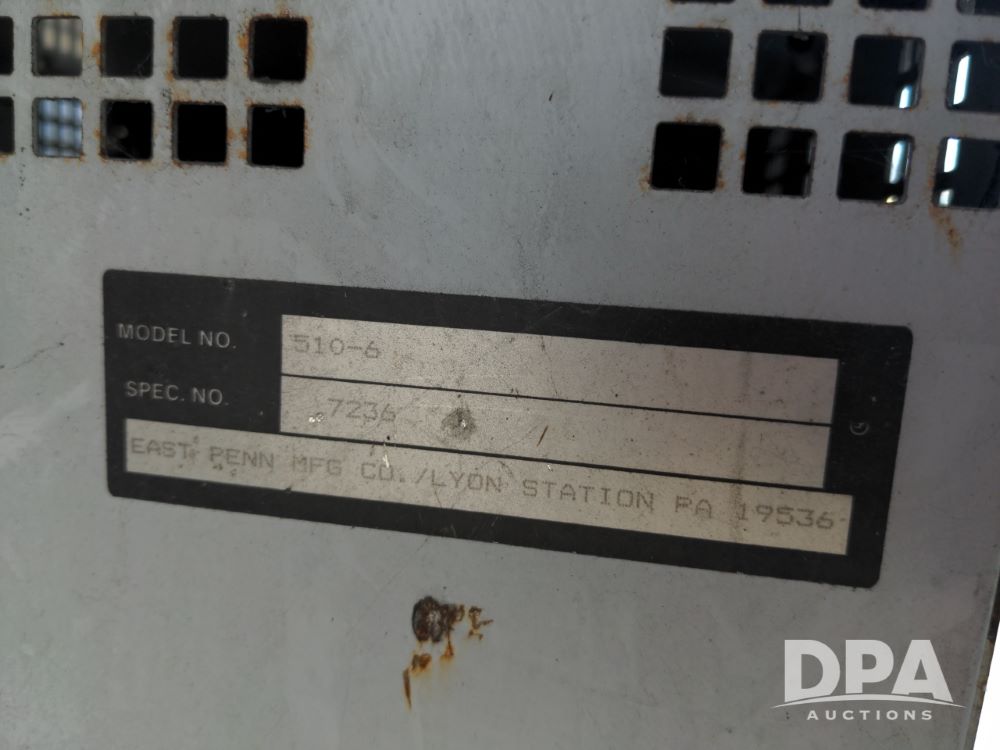 MODEL NO. 510-6
SPEC. NO. 7236
EAST PENN MFG CO./LYON STATION PA 19536
DPA
AUCTIONS